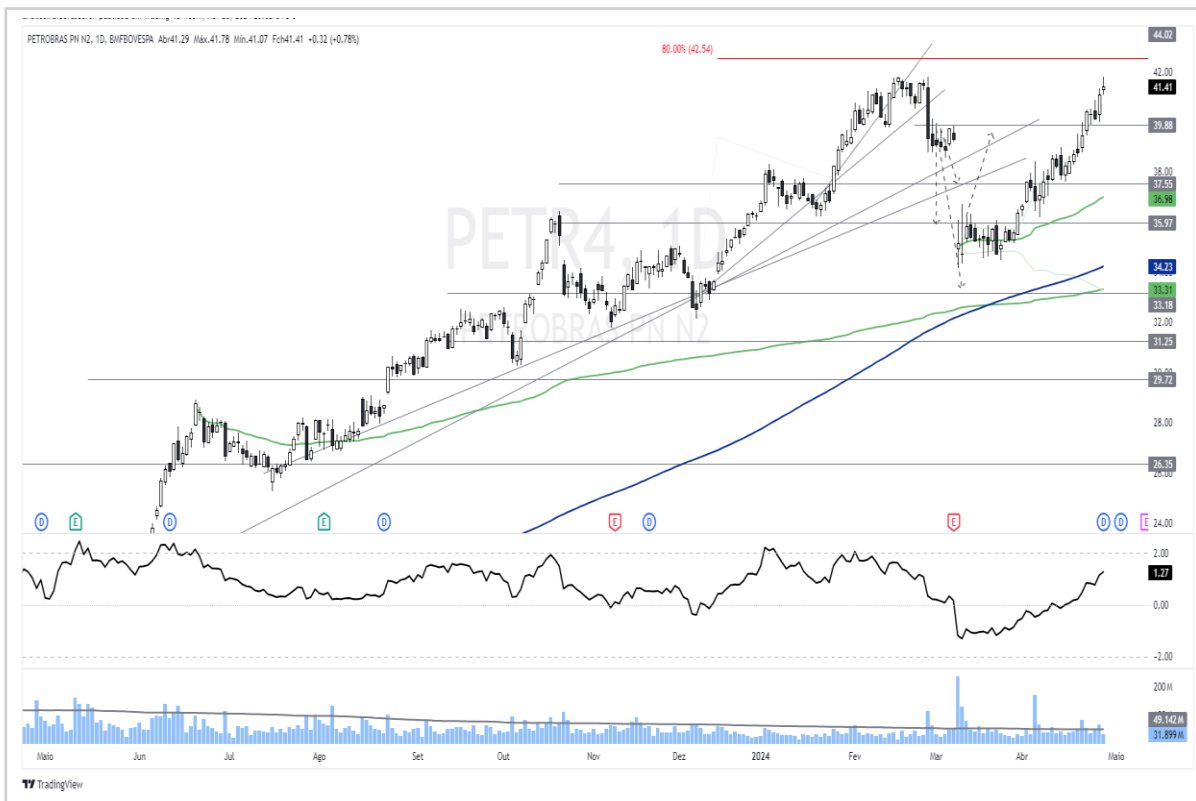 PETROBRAS PN N2, 1D, BMFBOVESPA Abr41.29 Máx.41.78 Mín.41.07 Fch41.41 +0.32 (+0.78%)
44.02
80.00% (42.54)
42.00
41.41
39.88
38.00
37.55
36.98
PETR4, 1D
35.97
34.23
33.31
33.18
PETROBRAS PN N2
32.00
31.25
29.72
28.00
26.35
D E D E D E D E D D E
24.00
2.00
1.27
0.00
-2.00
200M
49.142M
31.899M
Maio Jun Jul Ago Set Out Nov Dez 2024 Fev Mar Abr Maio
TradingView